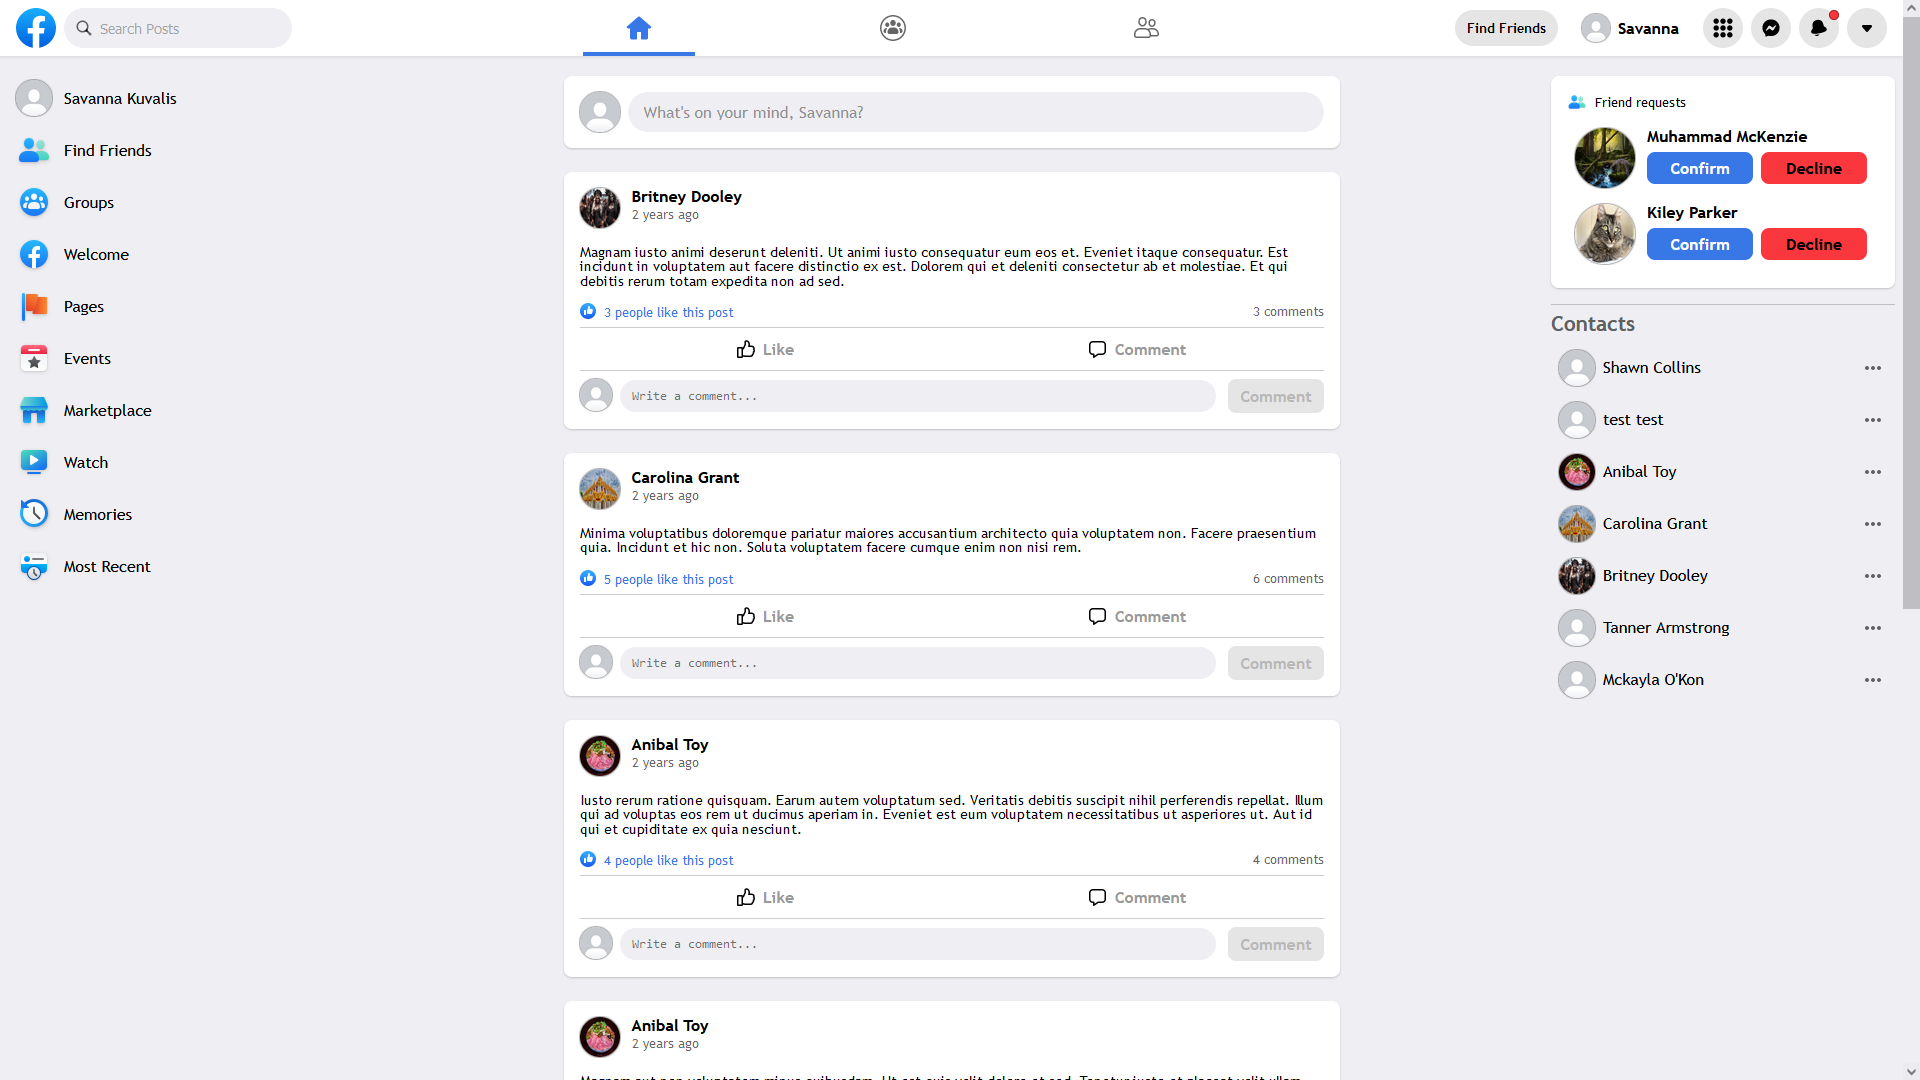 Search Posts
Find Friends
Savanna
Savanna Kuvalis
Find Friends
Groups
Welcome
Pages
Events
Marketplace
Watch
Memories
Most Recent
What's on your mind, Savanna?
Britney Dooley
2 years ago
Magnam iusto animi deserunt deleniti. Ut animi iusto consequatur eum eos et. Eveniet itaque consequatur. Est
incidunt in voluptatem aut facere distinctio ex est. Dolorem qui et deleniti consectetur ab et molestiae. Et qui
debitis rerum totam expedita non ad sed.
3 people like this post
3 comments
Like
Comment
Write a comment...
Comment
Carolina Grant
2 years ago
Minima voluptatibus doloremque pariatur maiores accusantium architecto quia voluptatem non. Facere praesentium
quia. Incidunt et hic non. Soluta voluptatem facere cumque enim non nisi rem.
5 people like this post
6 comments
Like
Comment
Write a comment...
Comment
Anibal Toy
2 years ago
Iusto rerum ratione quisquam. Earum autem voluptatum sed. Veritatis debitis suscipit nihil perferendis repellat. Illum
qui ad voluptas eos rem ut ducimus aperiam in. Eveniet est eum voluptatem necessitatibus ut asperiores ut. Aut id
qui et cupiditate ex quia nesciunt.
4 people like this post
4 comments
Like
Comment
Write a comment...
Comment
Anibal Toy
2 years ago
Friend requests
Muhammad McKenzie
Confirm
Decline
Kiley Parker
Confirm
Decline
Contacts
Shawn Collins
test test
Anibal Toy
Carolina Grant
Britney Dooley
Tanner Armstrong
Mckayla O'Kon